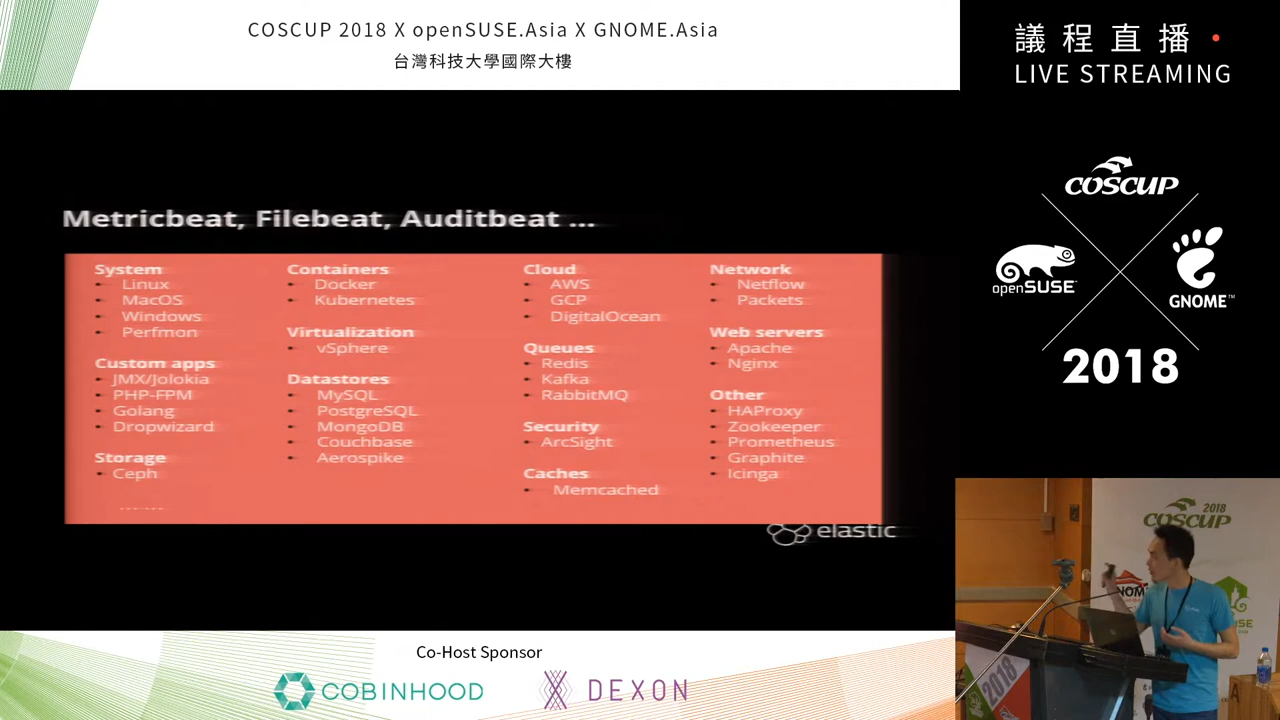 COSCUP 2018 X openSUSE.Asia X GNOME.Asia
台灣科技大學國際大樓
議程直播
LIVE STREAMING
COSCUP
openSUSE
GNOME™
2018
Metricbeat, Filebeat, Auditbeat ...
System
Linux
MacOS
Windows
Perfmon
Custom apps
JMX/Jolokia
PHP-FPM
Golang
Dropwizard
Storage
Ceph
Containers
Docker
Kubernetes
Virtualization
vSphere
Datastores
MySQL
PostgreSQL
MongoDB
Couchbase
Aerospike
Cloud
AWS
GCP
DigitalOcean
Queues
Redis
Kafka
RabbitMQ
Security
ArcSight
Caches
Memcached
Network
Netflow
Packets
Web servers
Apache
Nginx
Other
HAProxy
Zookeeper
Prometheus
Graphite
Icinga
elastic
2018
COSCUP
2018
Co-Host Sponsor
COBINHOOD
DEXON